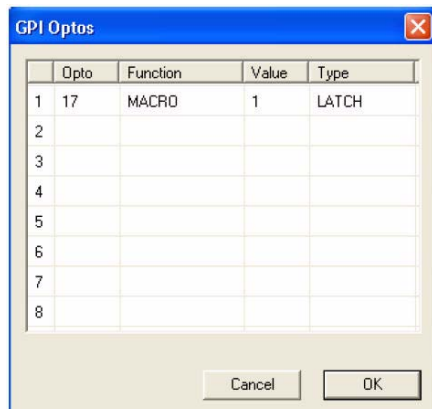 GPI Optos
Opto Function Value Type
1 17 MACRO 1 LATCH
2
3
4
5
6
7
8
Cancel OK